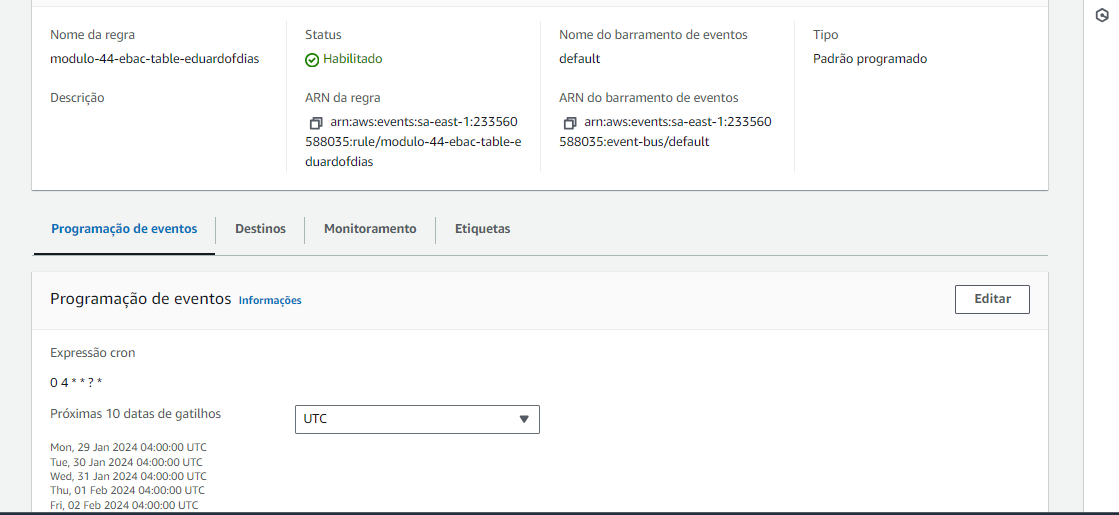 Nome da regra
modulo-44-ebac-table-eduardofdias
Descrição
Status
Habilitado
ARN da regra
arn:aws:events:sa-east-1:233560
588035:rule/modulo-44-ebac-table-e
duardofdias
Nome do barramento de eventos
default
ARN do barramento de eventos
arn:aws:events:sa-east-1:233560
588035:event-bus/default
Tipo
Padrão programado
Programação de eventos
Destinos
Monitoramento
Etiquetas
Programação de eventos Informações
Editar
Expressão cron
0 4 * * ? *
Próximas 10 datas de gatilhos
UTC
Mon, 29 Jan 2024 04:00:00 UTC
Tue, 30 Jan 2024 04:00:00 UTC
Wed, 31 Jan 2024 04:00:00 UTC
Thu, 01 Feb 2024 04:00:00 UTC
Fri, 02 Feb 2024 04:00:00 UTC